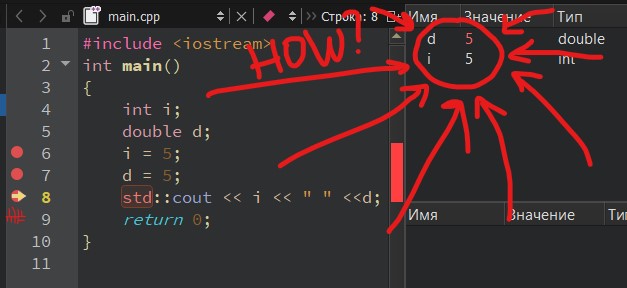 main.cpp
Строка: 8
Имя Значение Тип
d 5 double
i 5 int
HOW?
1 #include <iostream>
2 int main()
3 {
4 int i;
5 double d;
6 i = 5;
7 d = 5;
8 std::cout << i << " " <<d;
9 return 0;
10 }
11
Имя Значение Ти